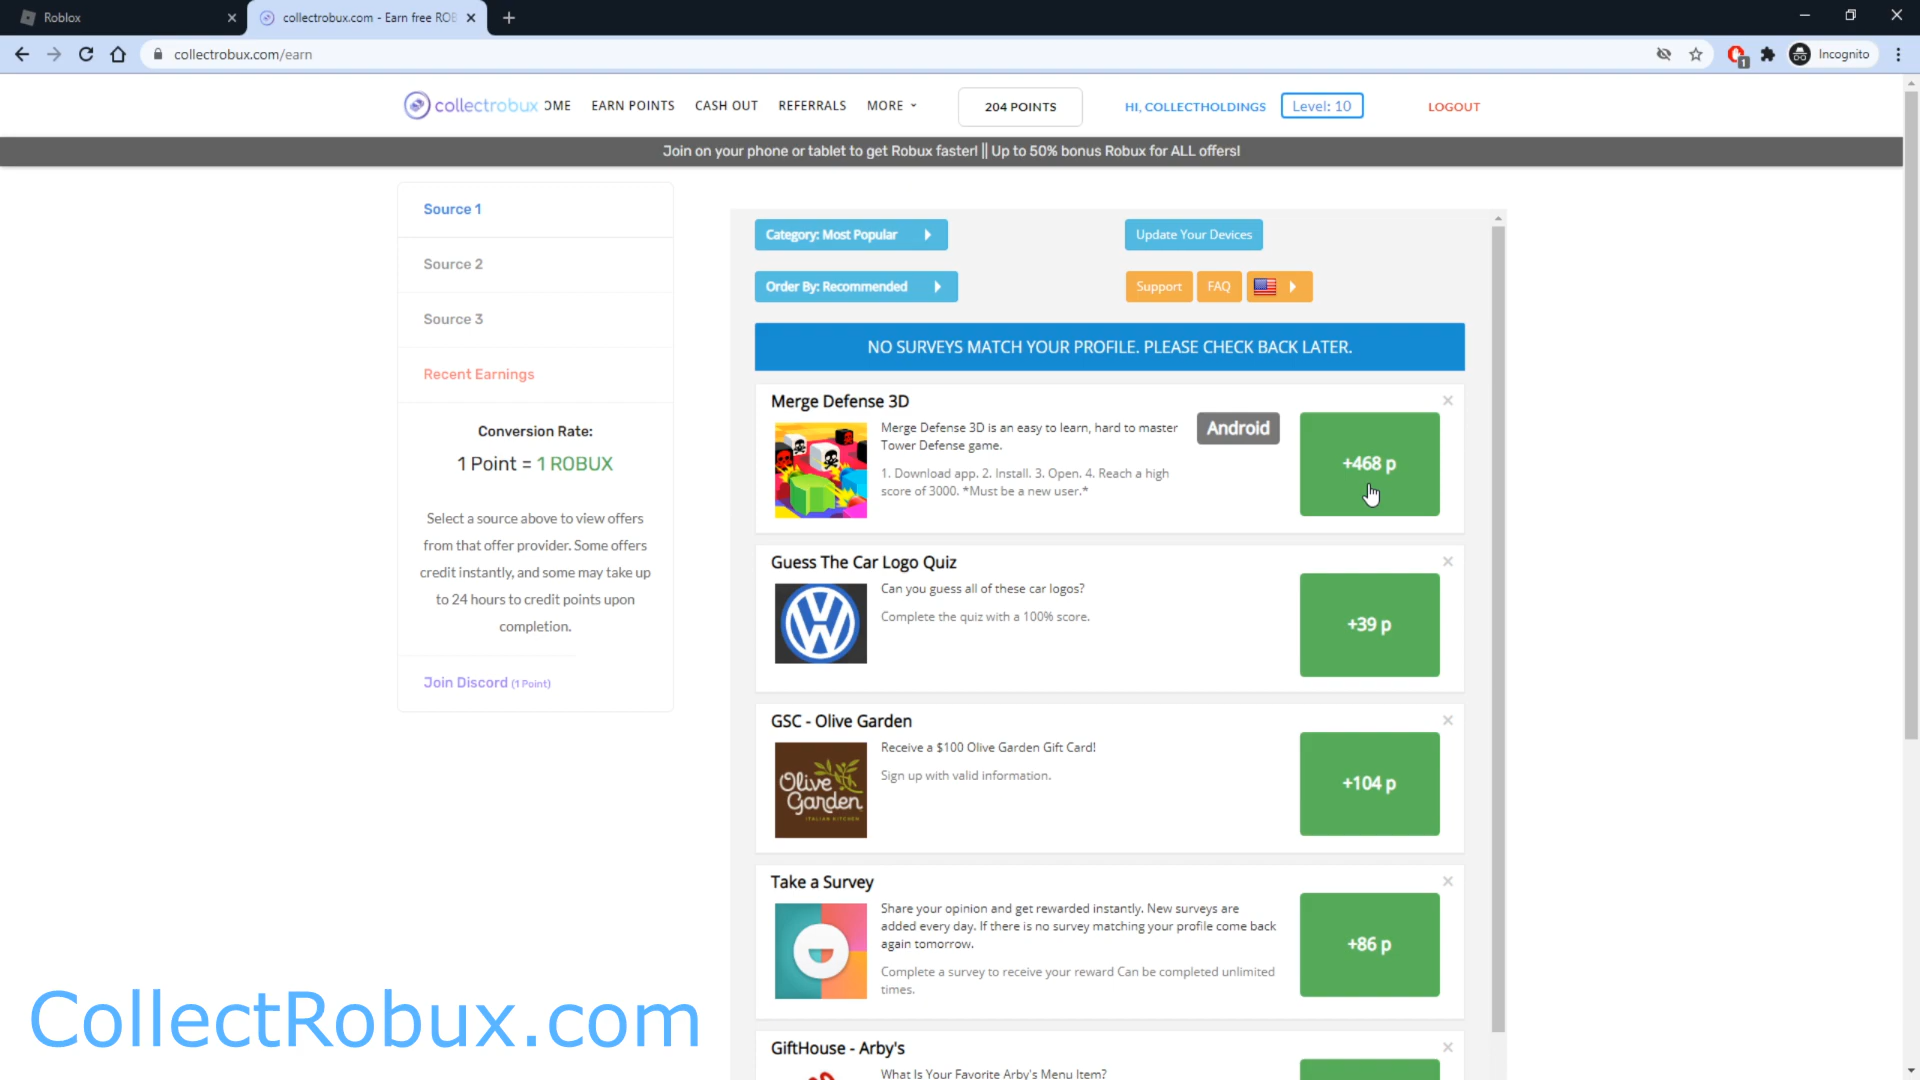 Roblox
collectrobux.com - Earn free ROB
collectrobux.com/earn
1
Incognito
collectrobux
OME
EARN POINTS
CASH OUT
REFERRALS
MORE
204 POINTS
HI, COLLECTHOLDINGS
Level: 10
LOGOUT
Join on your phone or tablet to get Robux faster! || Up to 50% bonus Robux for ALL offers!
Source 1
Source 2
Source 3
Recent Earnings
Conversion Rate:
1 Point = 1 ROBUX
Select a source above to view offers
from that offer provider. Some offers
credit instantly, and some may take up
to 24 hours to credit points upon
completion.
Join Discord (1 Point)
Category: Most Popular
Update Your Devices
Order By: Recommended
Support
FAQ
NO SURVEYS MATCH YOUR PROFILE. PLEASE CHECK BACK LATER.
Merge Defense 3D
Merge Defense 3D is an easy to learn, hard to master
Tower Defense game.
1. Download app. 2. Install. 3. Open. 4. Reach a high
score of 3000. *Must be a new user.*
Android
+468 p
Guess The Car Logo Quiz
Can you guess all of these car logos?
Complete the quiz with a 100% score.
+39 p
GSC - Olive Garden
Olive
Garden
ITALIAN KITCHEN
Receive a $100 Olive Garden Gift Card!
Sign up with valid information.
+104 p
Take a Survey
Share your opinion and get rewarded instantly. New surveys are
added every day. If there is no survey matching your profile come back
again tomorrow.
Complete a survey to receive your reward Can be completed unlimited
times.
+86 p
GiftHouse - Arby's
What Is Your Favorite Arby's Menu Item?
CollectRobux.com